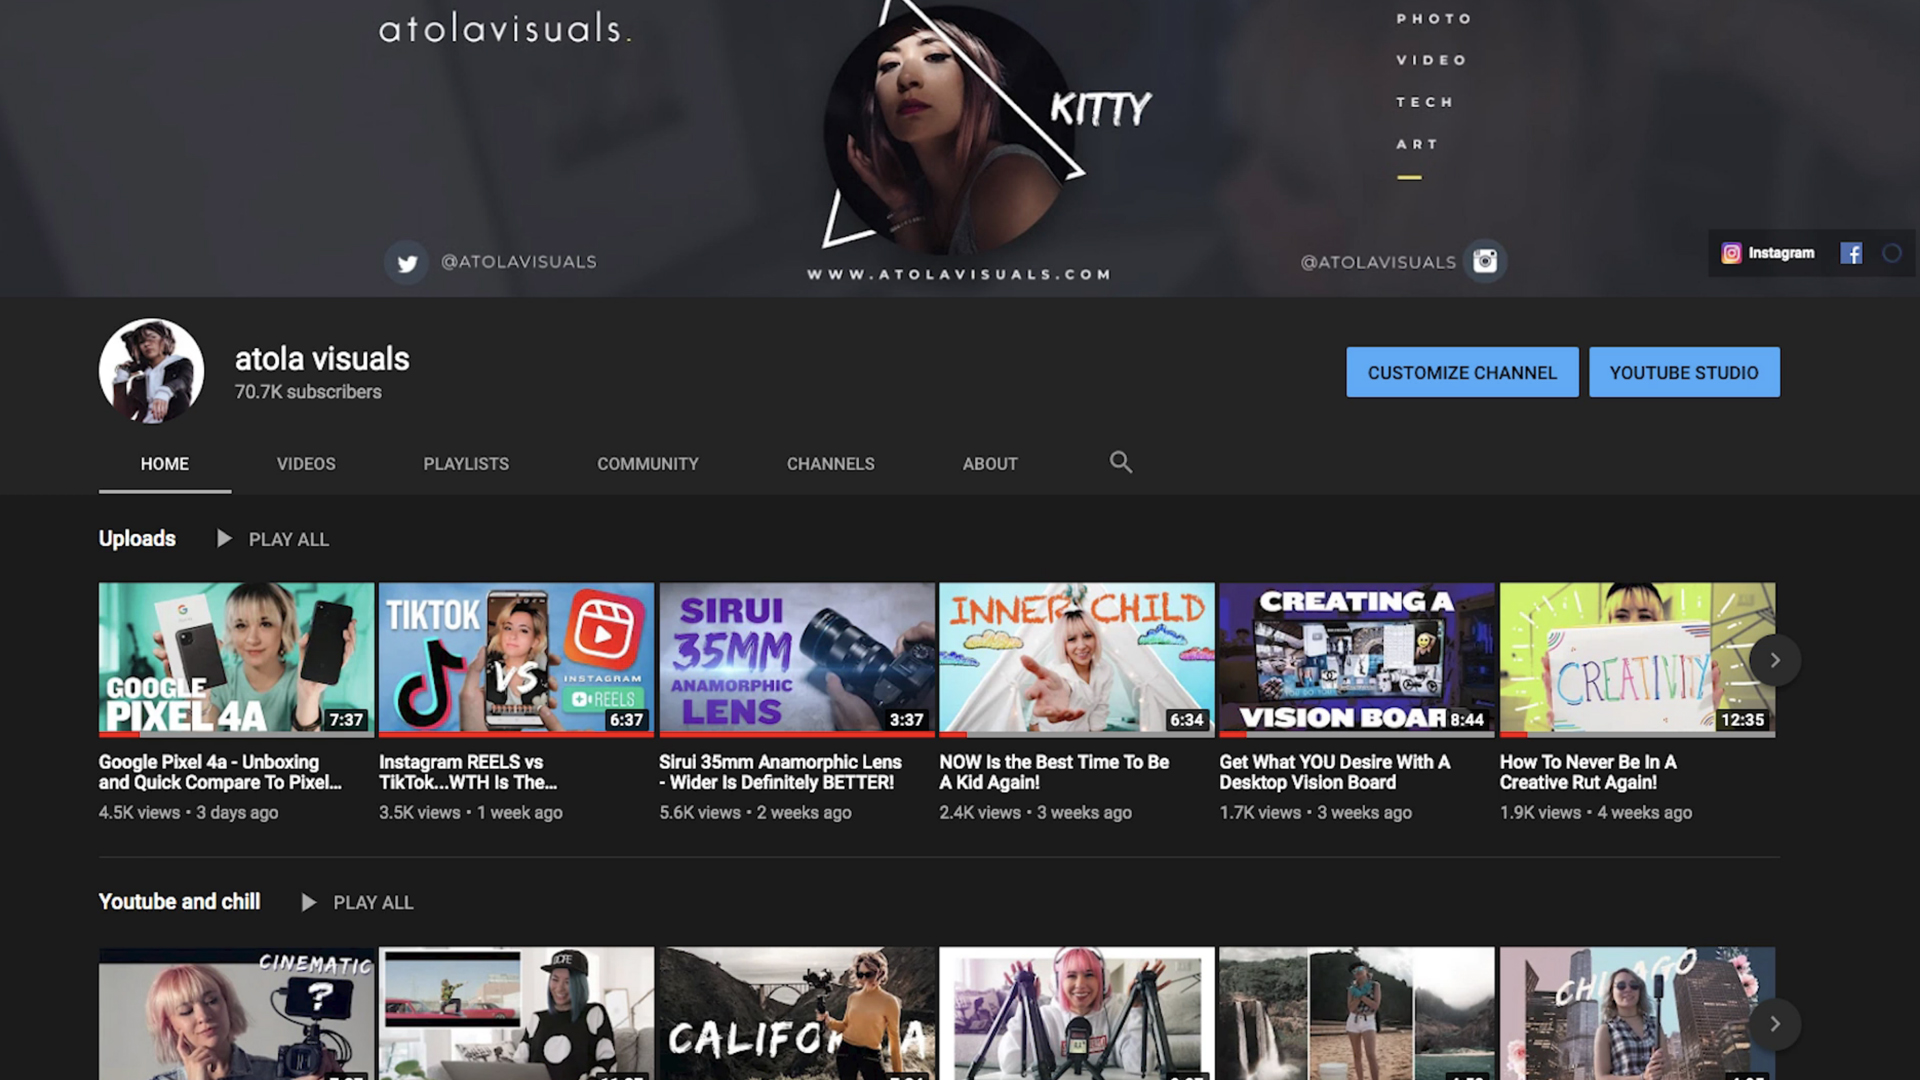 atolavisuals.
KITTY
PHOTO
VIDEO
TECH
ART
@ATOLAVISUALS
WWW.ATOLAVISUALS.COM
@ATOLAVISUALS
Instagram
atola visuals
70.7K subscribers
CUSTOMIZE CHANNEL
YOUTUBE STUDIO
HOME
VIDEOS
PLAYLISTS
COMMUNITY
CHANNELS
ABOUT
Uploads
PLAY ALL
GOOGLE
PIXEL 4A
7:37
TIKTOK
VS
INSTAGRAM
REELS
6:37
SIRUI
35MM
ANAMORPHIC
LENS
3:37
INNER CHILD
6:34
CREATING A
VISION BOAR
8:44
CREATIVITY
12:35
Google Pixel 4a - Unboxing
and Quick Compare To Pixel...
4.5K views • 3 days ago
Instagram REELS vs
TikTok...WTH Is The...
3.5K views • 1 week ago
Sirui 35mm Anamorphic Lens
- Wider Is Definitely BETTER!
5.6K views • 2 weeks ago
NOW Is the Best Time To Be
A Kid Again!
2.4K views • 3 weeks ago
Get What YOU Desire With A
Desktop Vision Board
1.7K views • 3 weeks ago
How To Never Be In A
Creative Rut Again!
1.9K views • 4 weeks ago
Youtube and chill
PLAY ALL
CINEMATIC
?
DOPE
CALIFO A